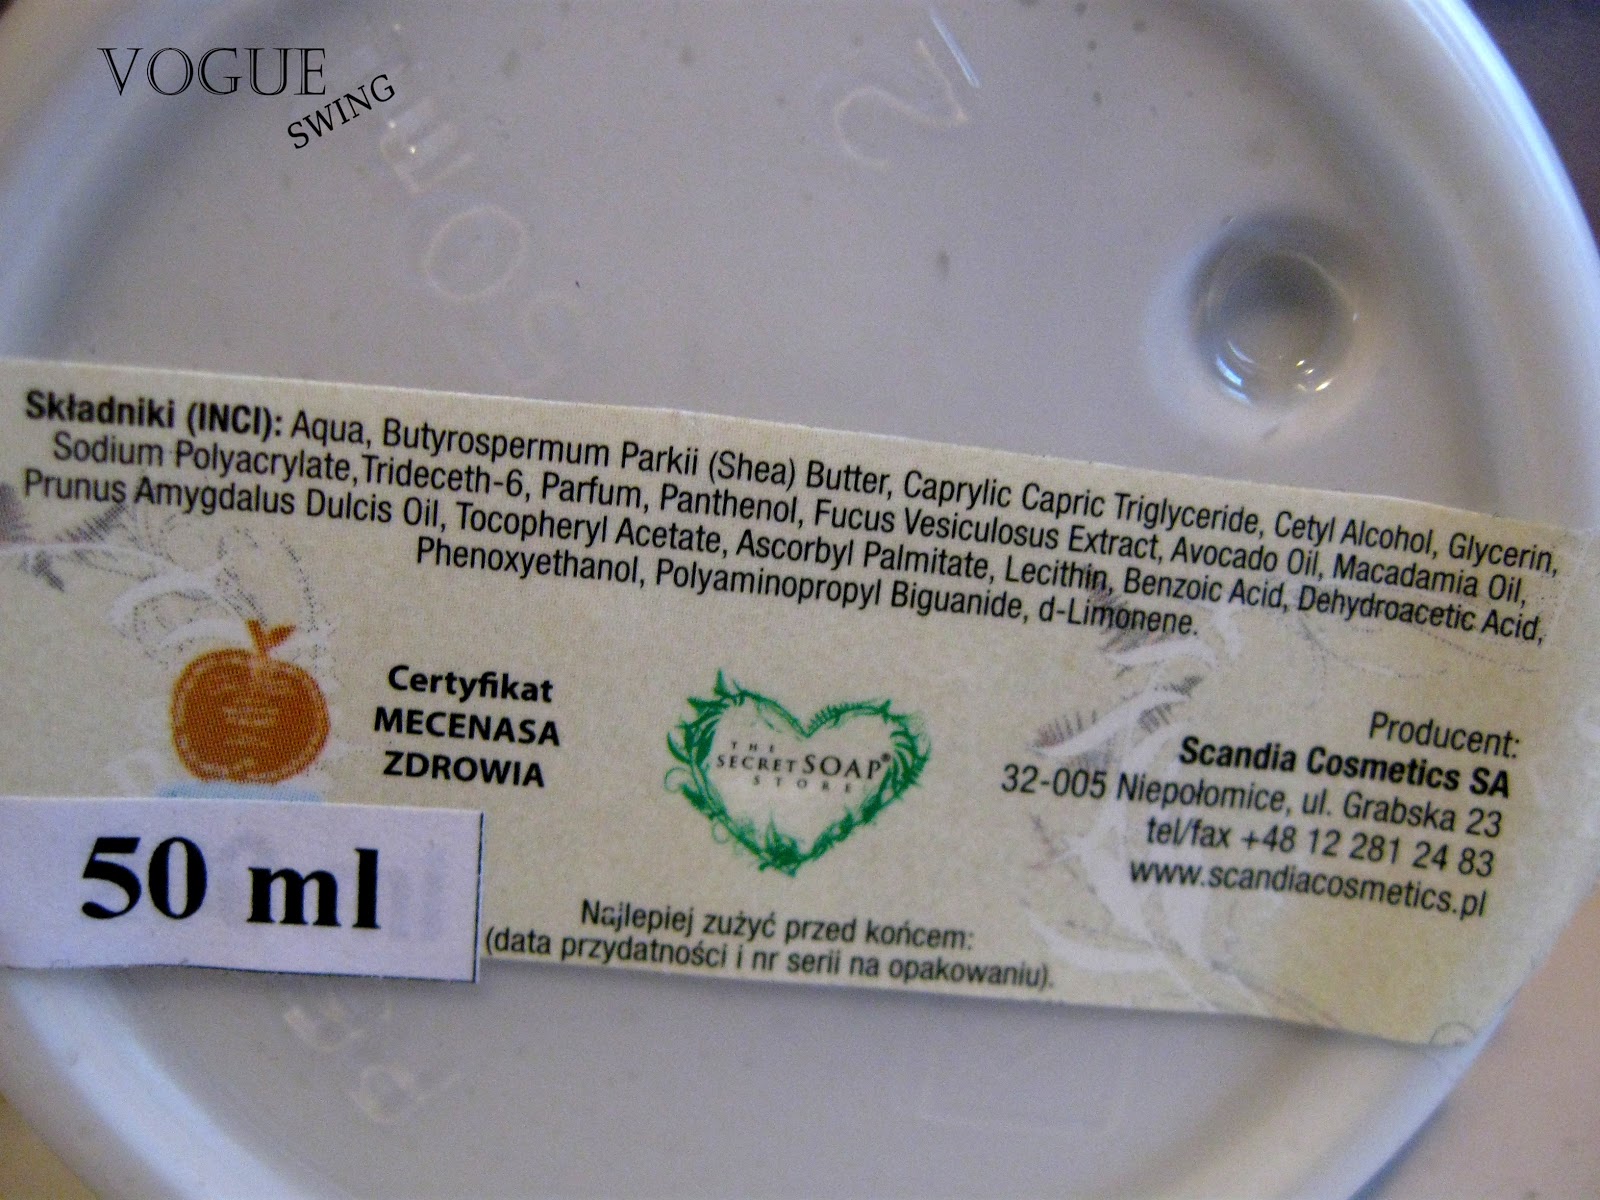 VOGUE
SWING
Składniki (INCI): Aqua, Butyrospermum Parkii (Shea) Butter, Caprylic Capric Triglyceride, Cetyl Alcohol, Glycerin,
Sodium Polyacrylate,Trideceth-6, Parfum, Panthenol, Fucus Vesiculosus Extract, Avocado Oil, Macadamia Oil,
Prunus Amygdalus Dulcis Oil, Tocopheryl Acetate, Ascorbyl Palmitate, Lecithin, Benzoic Acid, Dehydroacetic Acid,
Phenoxyethanol, Polyaminopropyl Biguanide, d-Limonene.
Certyfikat
MECENASA
ZDROWIA
THE
SECRET SOAP®
STORE
Producent:
Scandia Cosmetics SA
32-005 Niepołomice, ul. Grabska 23
tel/fax +48 12 281 24 83
www.scandiacosmetics.pl
50 ml
Najlepiej zużyć przed końcem:
(data przydatności i nr serii na opakowaniu).